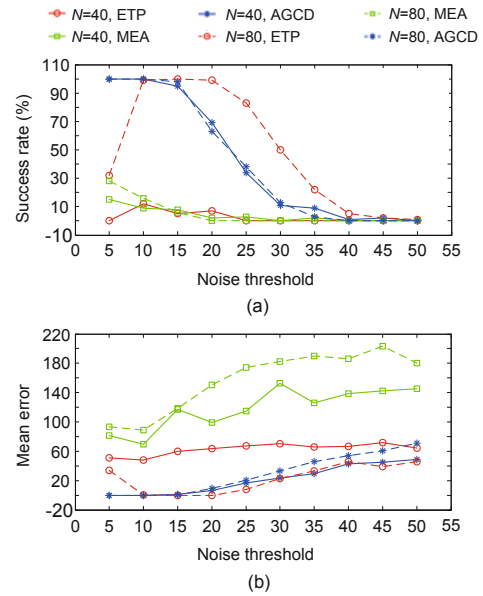 N=40, ETP N=40, AGCD N=80, MEA
N=40, MEA N=80, ETP N=80, AGCD
110
90
70
50
30
10
-10
Success rate (%)
0 5 10 15 20 25 30 35 40 45 50 55
Noise threshold
(a)
220
180
140
100
60
20
-20
Mean error
0 5 10 15 20 25 30 35 40 45 50 55
Noise threshold
(b)